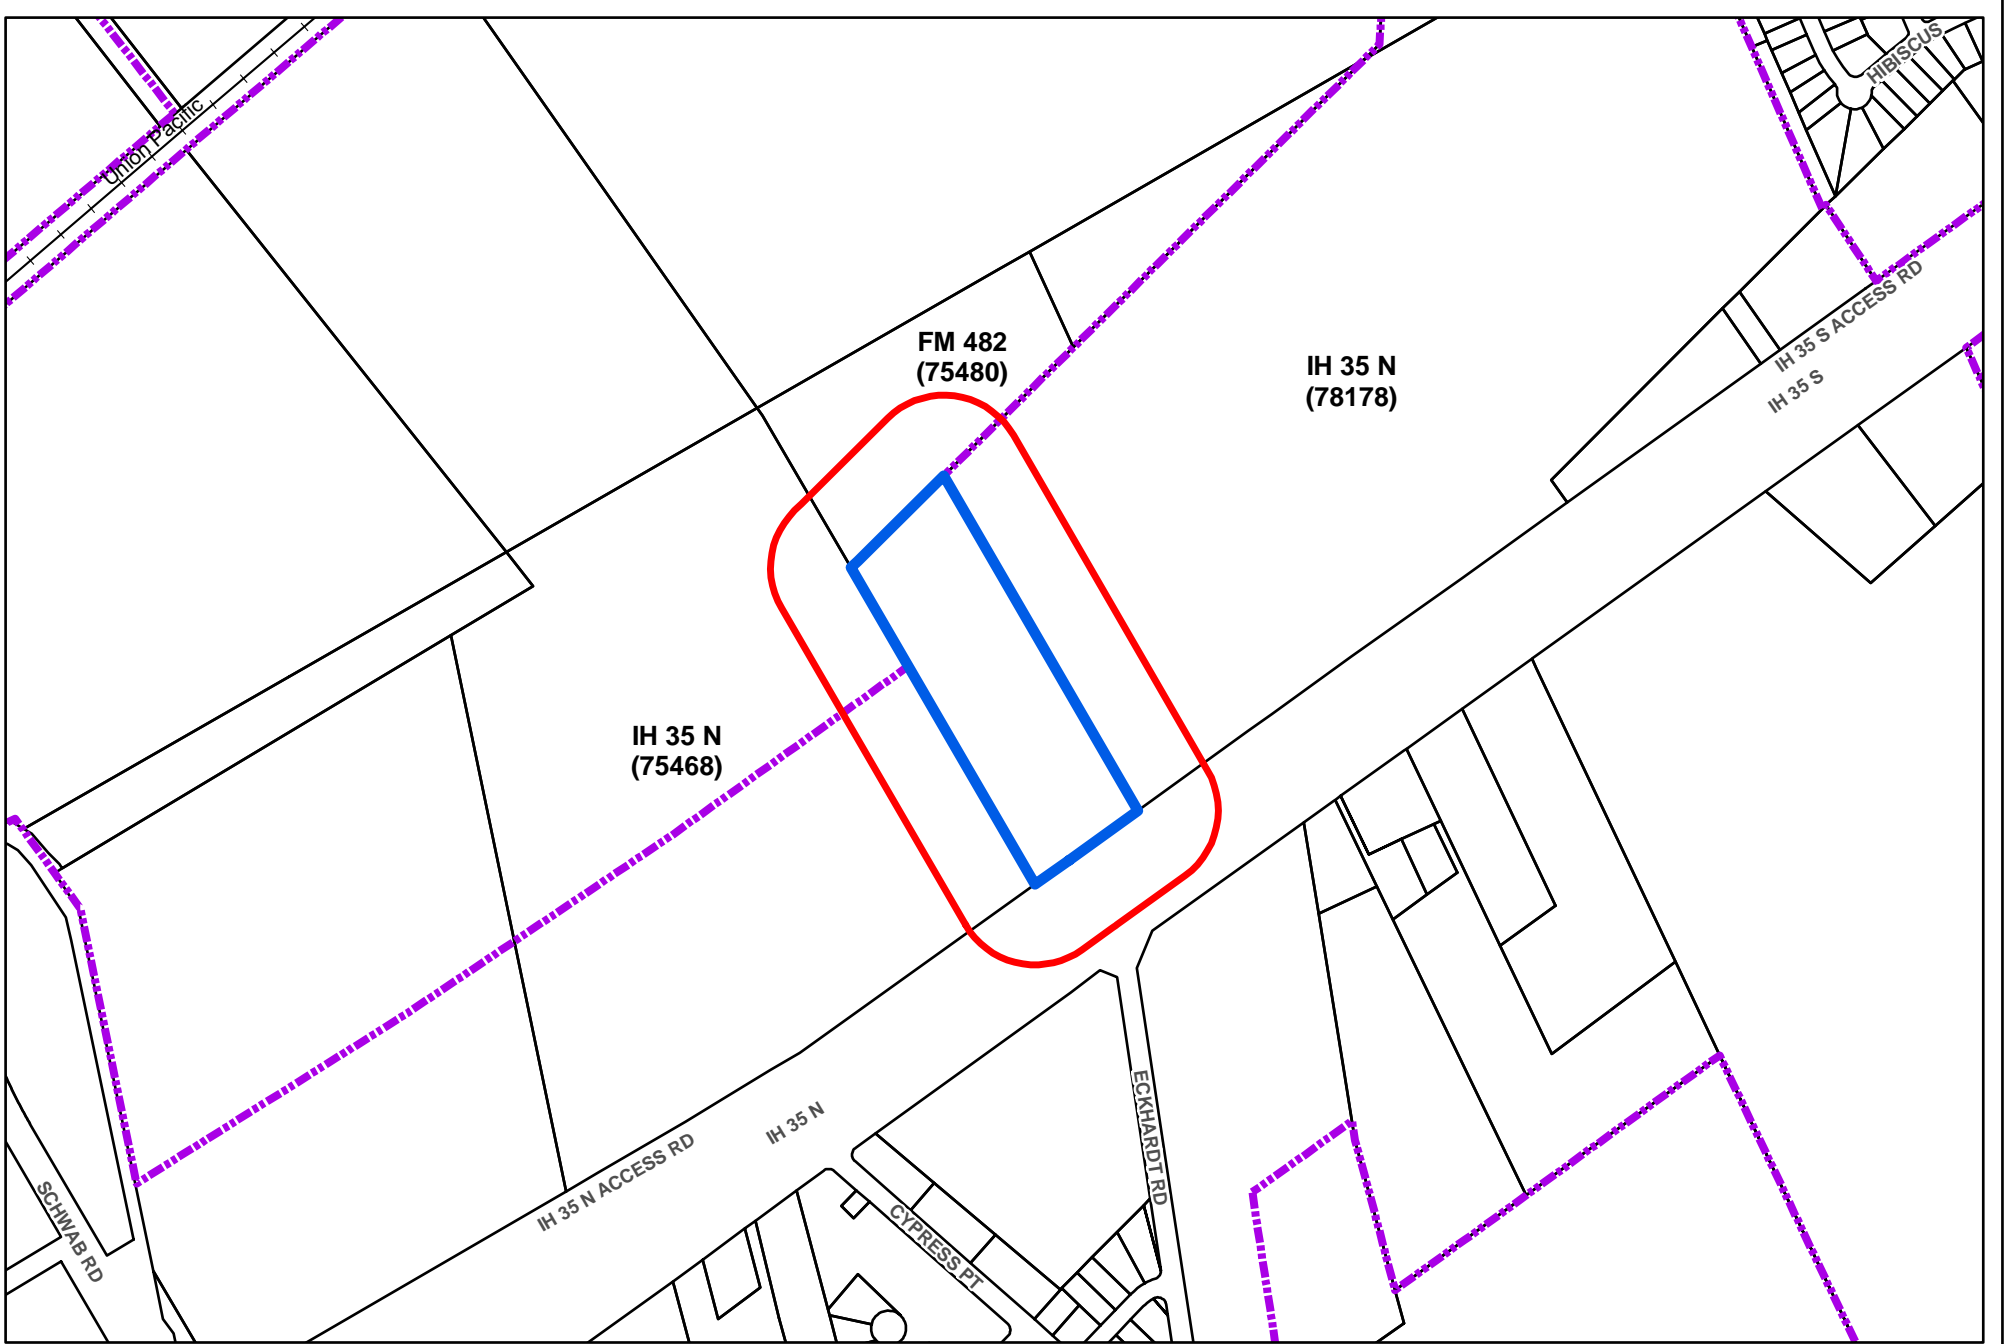 HIBISCUS
Union Pacific
IH 35 S ACCESS RD
IH 35 S
FM 482
(75480)
IH 35 N
(78178)
IH 35 N
(75468)
IH 35 N
IH 35 N ACCESS RD
ECKHARDT RD
SCHWAB RD
CYPRESS PT